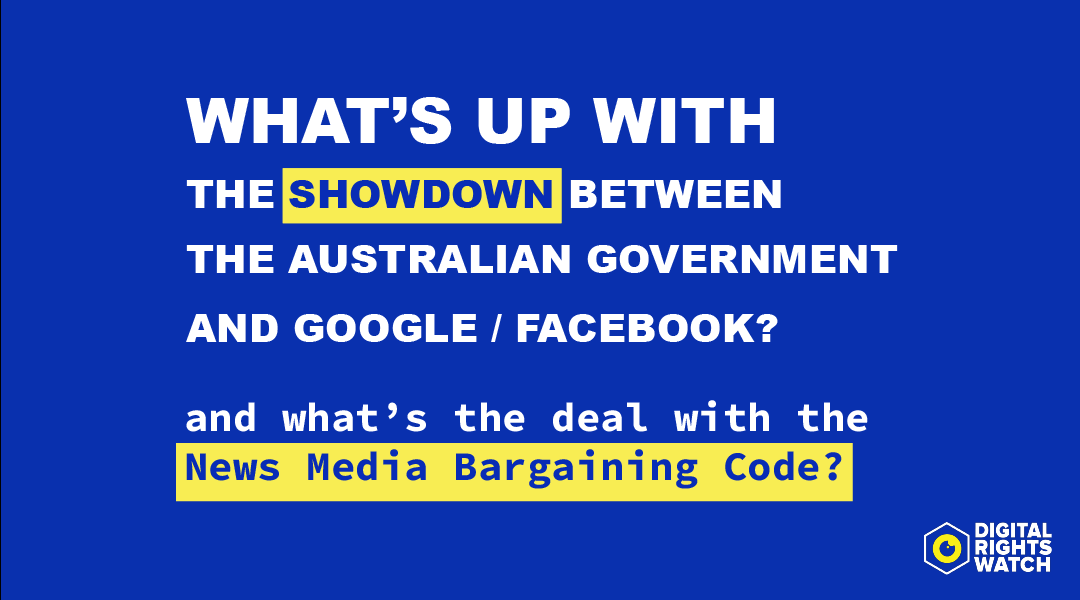 WHAT’S UP WITH
THE SHOWDOWN BETWEEN
THE AUSTRALIAN GOVERNMENT
AND GOOGLE / FACEBOOK?
and what’s the deal with the
News Media Bargaining Code?
DIGITAL
RIGHTS
WATCH